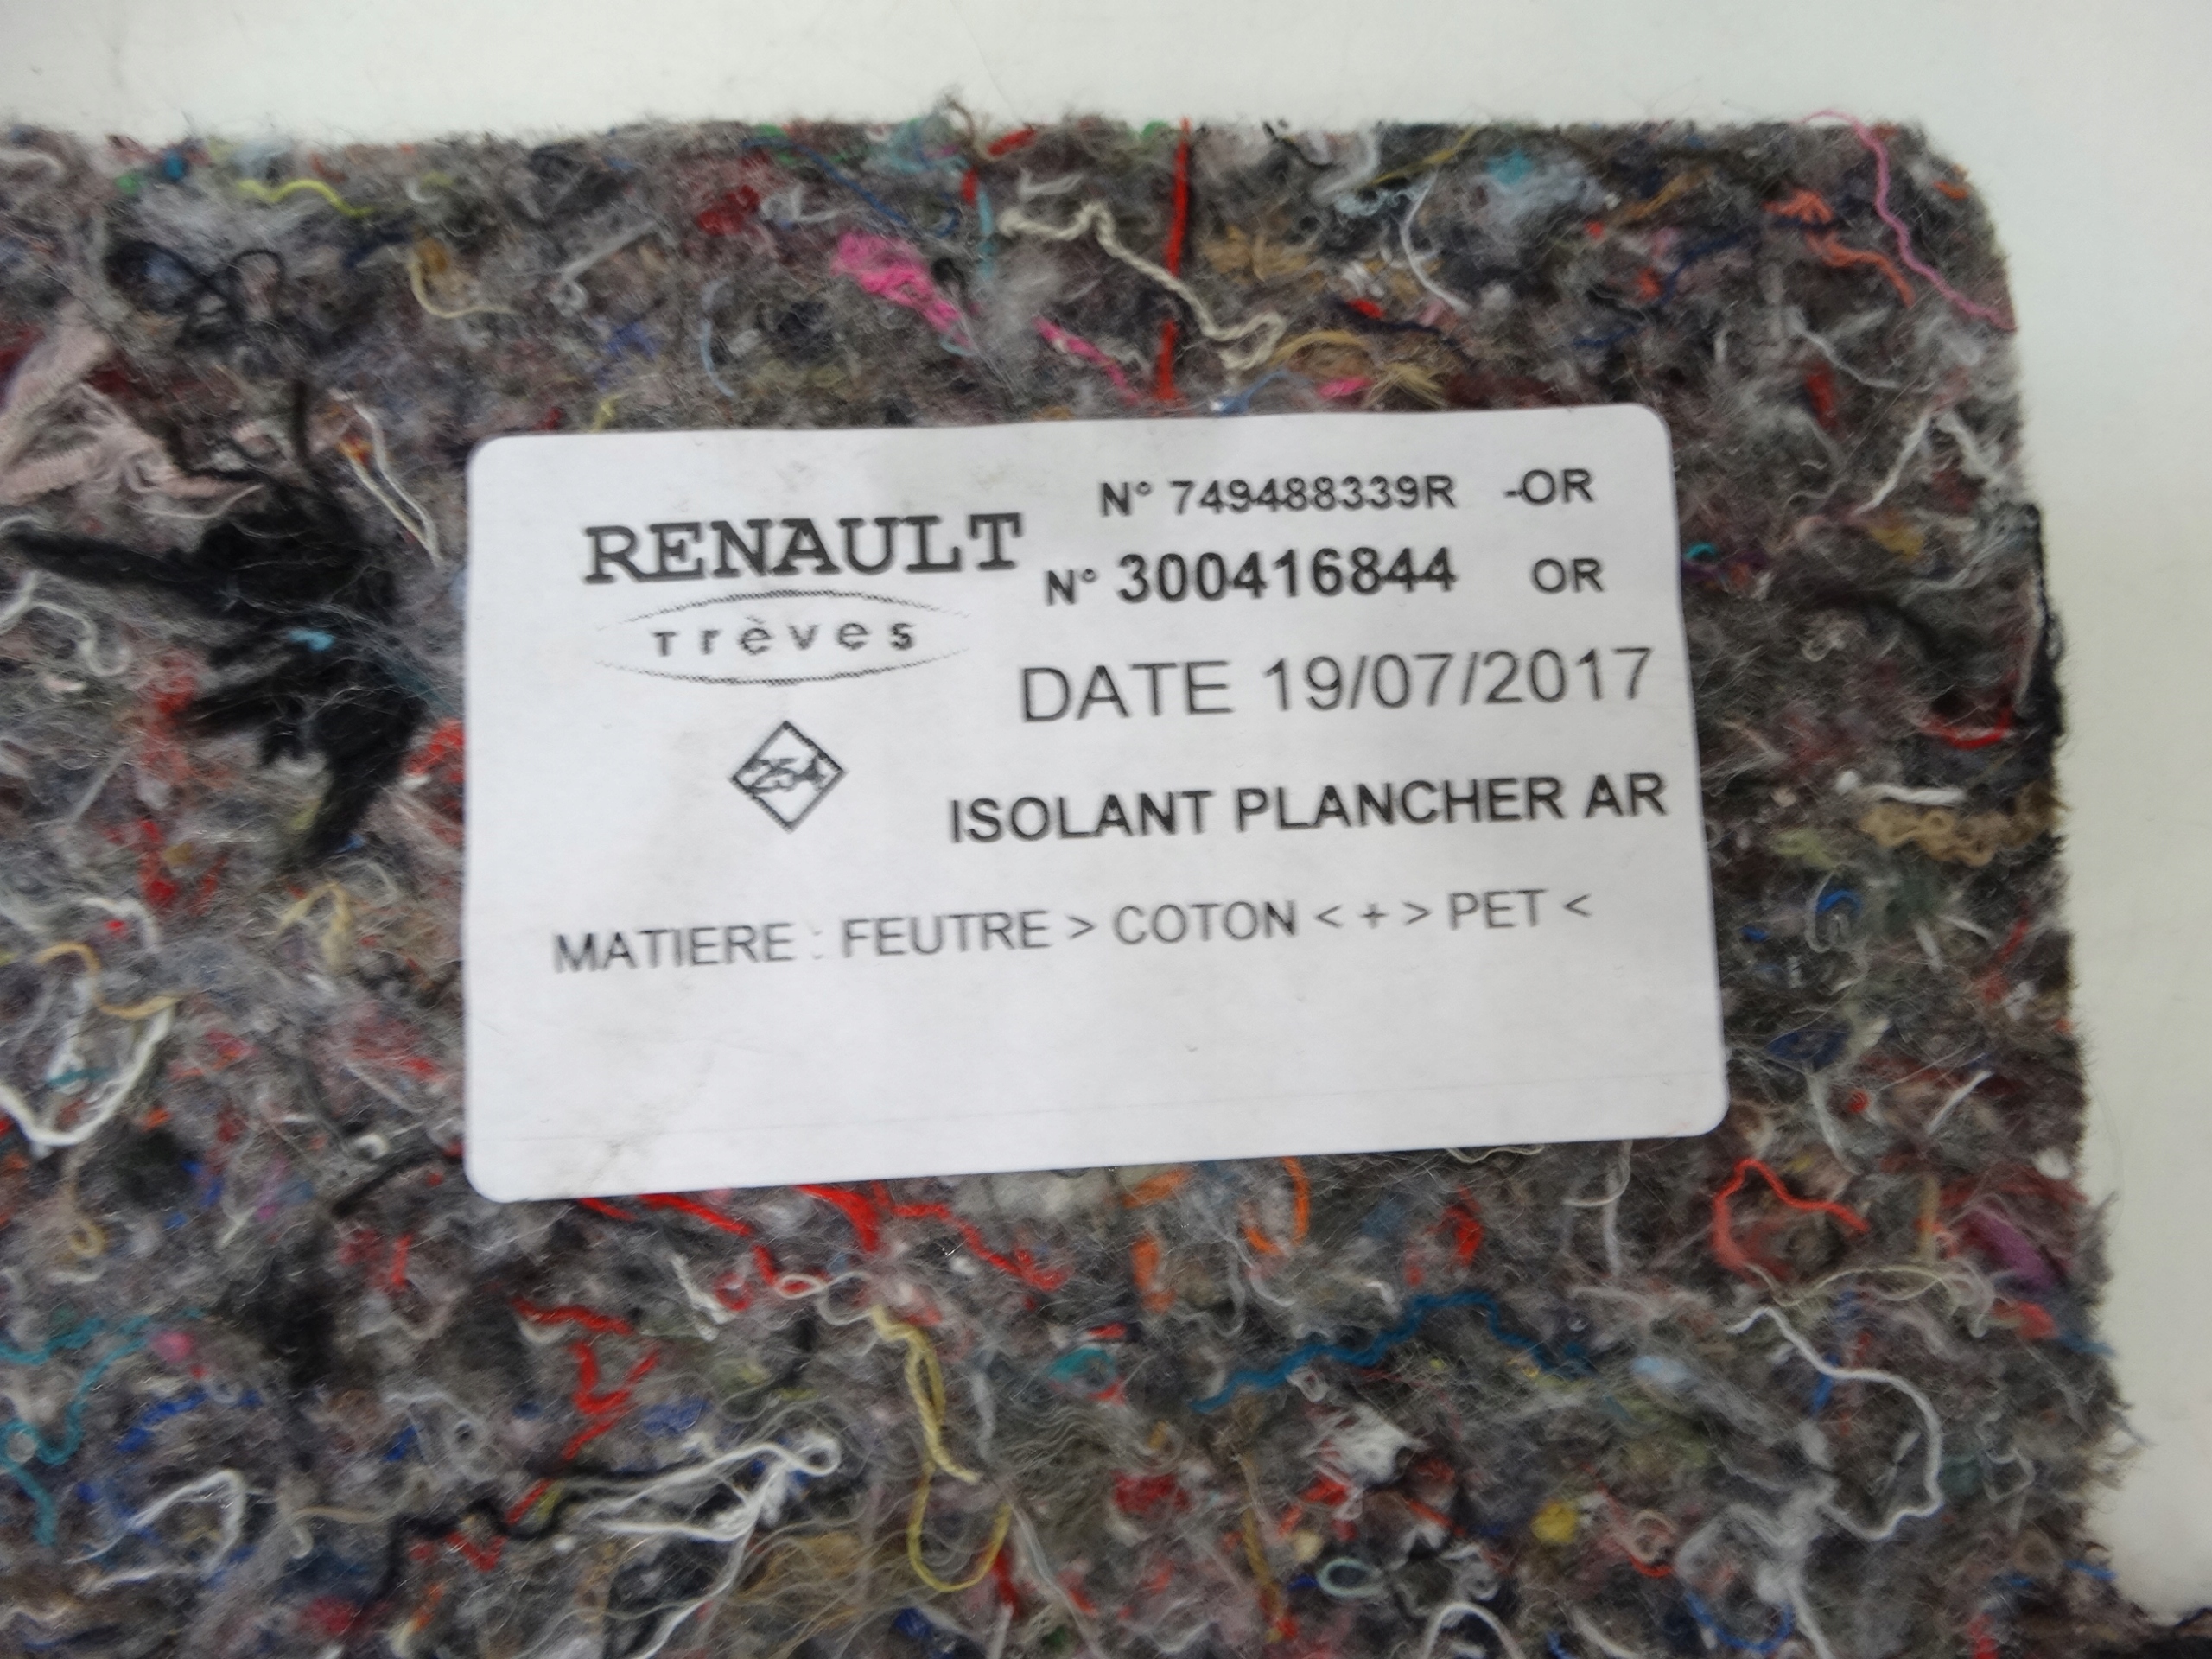 RENAULT
Trèves
254
N° 749488339R -OR
N° 300416844 OR
DATE 19/07/2017
ISOLANT PLANCHER AR
MATIERE : FEUTRE > COTON < + > PET <